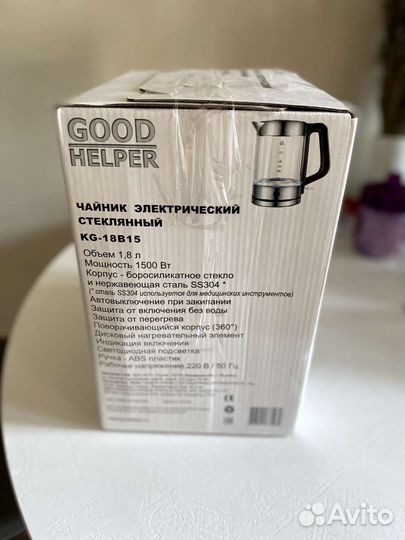 GOOD
HELPER
ЧАЙНИК ЭЛЕКТРИЧЕСКИЙ
СТЕКЛЯННЫЙ
KG-18B15
Объем 1,8 л
Мощность 1500 Вт
Корпус - боросиликатное стекло
и нержавеющая сталь SS304 *
(* сталь SS304 используется для медицинских инструментов)
Автовыключение при закипании
Защита от включения без воды
Защита от перегрева
Поворачивающийся корпус (360°)
Дисковый нагревательный элемент
Индикация включения
Светодиодная подсветка
Ручка - ABS пластик
Рабочее напряжение 220 В / 50 Гц
Avito